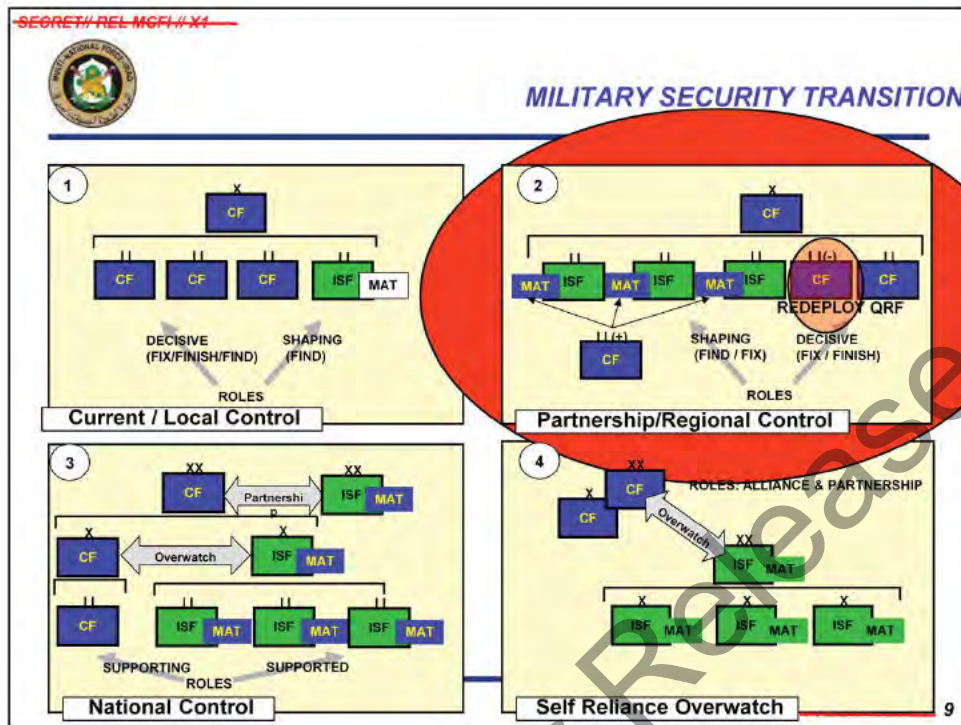 SECRET// REL MCFI // X1
MULTI-NATIONAL FORCE-IRAQ
MILITARY SECURITY TRANSITION
1
X
CF
II II II II
CF CF CF ISF MAT
DECISIVE
(FIX/FINISH/FIND)
SHAPING
(FIND)
ROLES
Current / Local Control
2
X
CF
II II II II(-) II
MAT ISF MAT ISF MAT ISF CF CF
REDEPLOY QRF
II(+)
CF
SHAPING
(FIND / FIX)
DECISIVE
(FIX / FINISH)
ROLES
Partnership/Regional Control
3
XX XX
CF Partnershi ISF MAT
p
X X
CF Overwatch ISF MAT
II II II II
CF ISF MAT ISF MAT ISF MAT
SUPPORTING SUPPORTED
ROLES
National Control
4
XX
CF
ROLES: ALLIANCE & PARTNERSHIP
X
CF
Overwatch
XX
ISF MAT
X X X
ISF MAT ISF MAT ISF MAT
Self Reliance Overwatch
9
Release